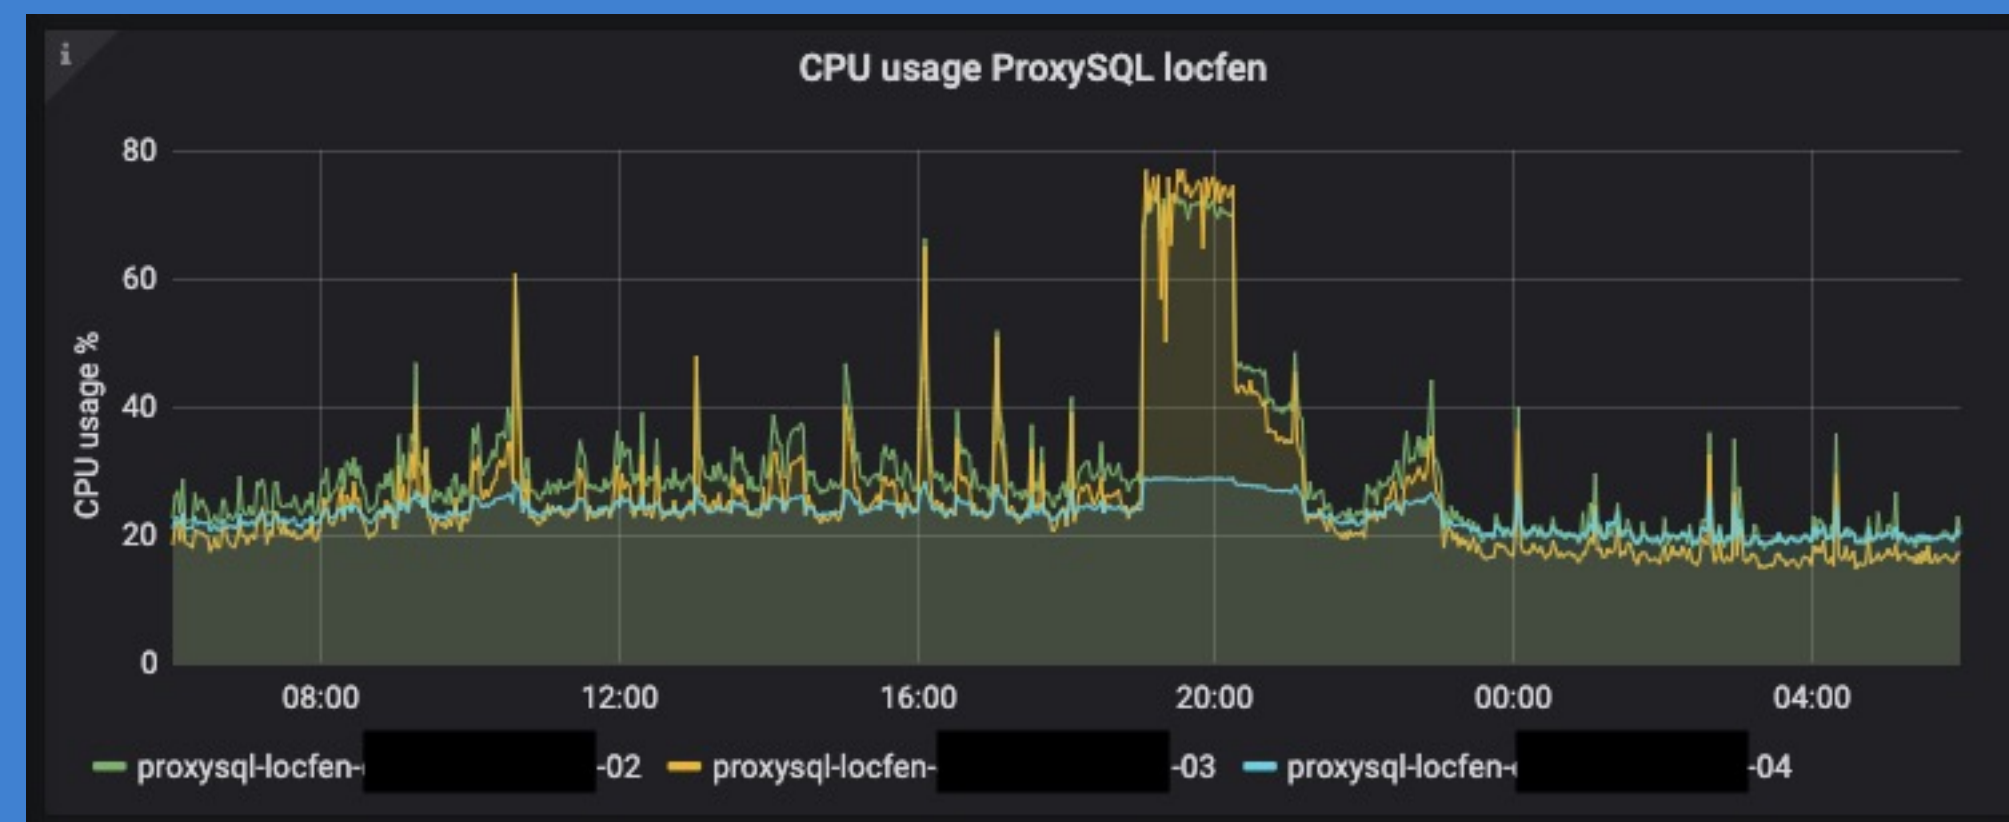 i
CPU usage ProxySQL locfen
80
60
40
20
0
CPU usage %
08:00 12:00 16:00 20:00 00:00 04:00
proxysql-locfen- -02 proxysql-locfen- -03 proxysql-locfen- -04